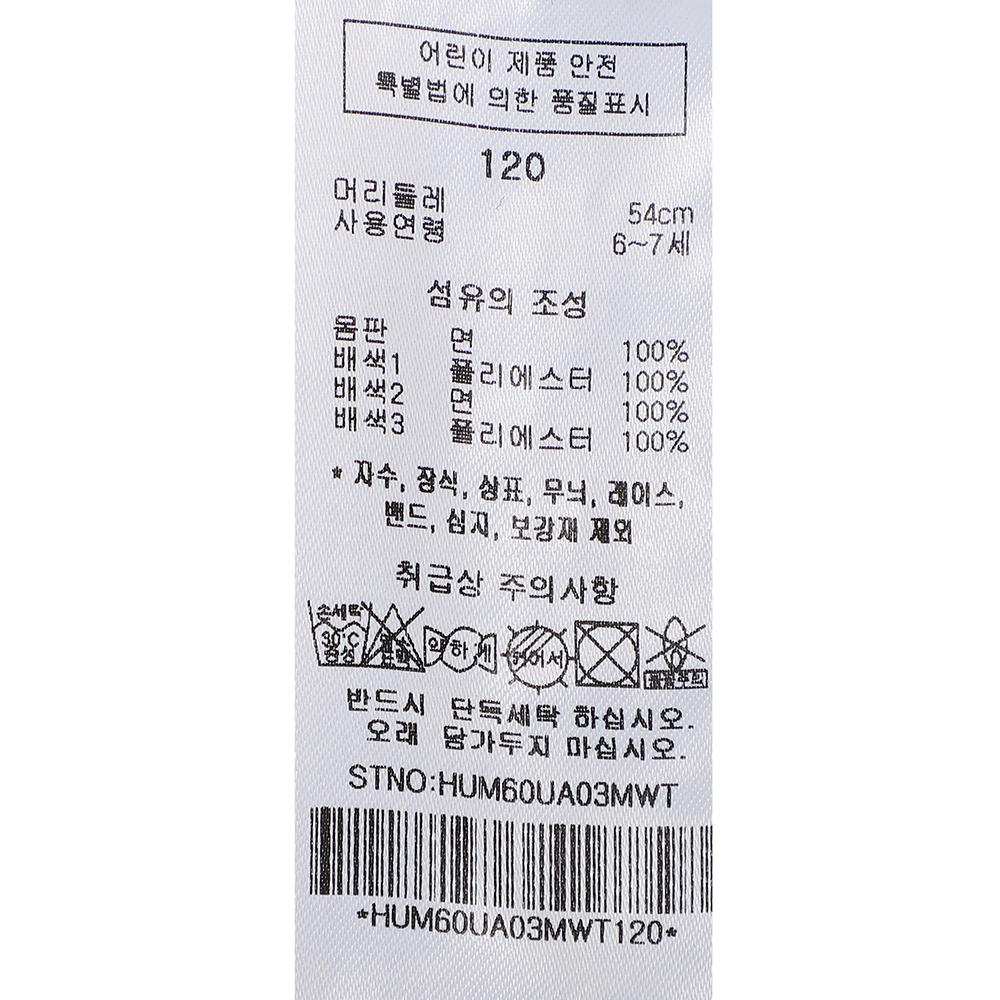 어린이 제품 안전
특별법에 의한 품질표시
120
머리둘레 54cm
사용연령 6~7세
섬유의 조성
몸판 면 100%
배색1 폴리에스터 100%
배색2 면 100%
배색3 폴리에스터 100%
* 자수, 장식, 상표, 무늬, 레이스,
밴드, 심지, 보강재 제외
취급상 주의사항
손세탁 30℃ 중성 약하게 뉘어서
반드시 단독세탁 하십시오.
오래 담가두지 마십시오.
STNO:HUM60UA03MWT
*HUM60UA03MWT120*